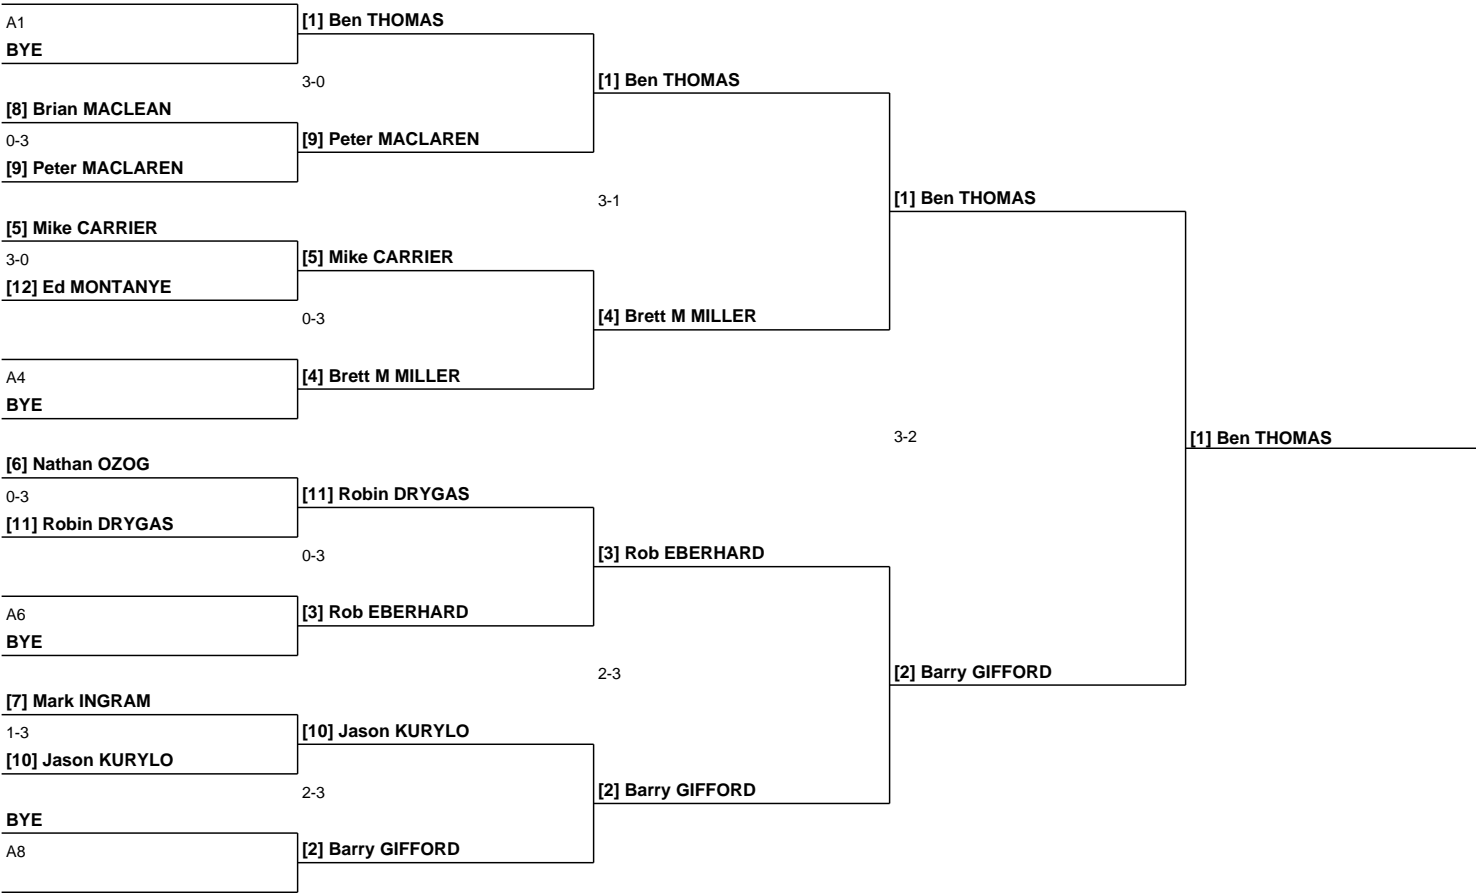 A1
BYE
[8] Brian MACLEAN
0-3
[9] Peter MACLAREN
[5] Mike CARRIER
3-0
[12] Ed MONTANYE
A4
BYE
[6] Nathan OZOG
0-3
[11] Robin DRYGAS
A6
BYE
[7] Mark INGRAM
1-3
[10] Jason KURYLO
BYE
A8
[1] Ben THOMAS
3-0
[9] Peter MACLAREN
[5] Mike CARRIER
0-3
[4] Brett M MILLER
[11] Robin DRYGAS
0-3
[3] Rob EBERHARD
[10] Jason KURYLO
2-3
[2] Barry GIFFORD
[1] Ben THOMAS
3-1
[4] Brett M MILLER
[3] Rob EBERHARD
2-3
[2] Barry GIFFORD
[1] Ben THOMAS
3-2
[2] Barry GIFFORD
[1] Ben THOMAS